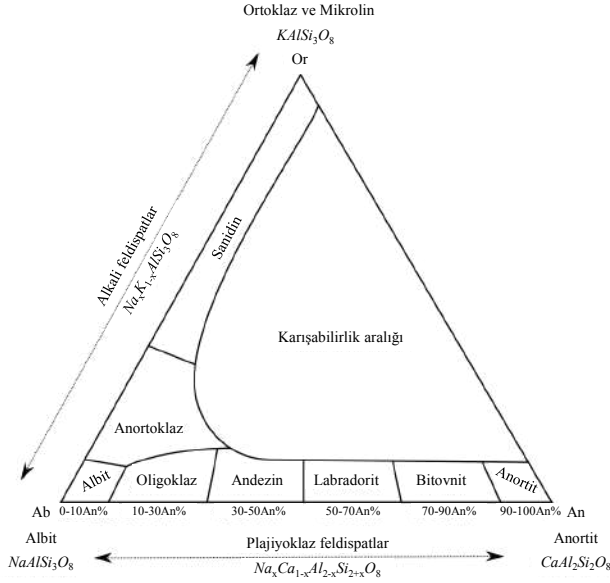 Ortoklaz ve Mikrolin
KAlSi₃O₈
Or
Alkali feldispatlar
NaₓK₁₋ₓAlSi₃O₈
Sanidin
Karışabilirlik aralığı
Anortoklaz
Albit
Oligoklaz
Andezin
Labradorit
Bitovnit
Anortit
Ab
0-10An%
10-30An%
30-50An%
50-70An%
70-90An%
90-100An%
An
Albit
NaAlSi₃O₈
Plajiyoklaz feldispatlar
NaₓCa₁₋ₓAl₂₋ₓSi₂₊ₓO₈
Anortit
CaAl₂Si₂O₈